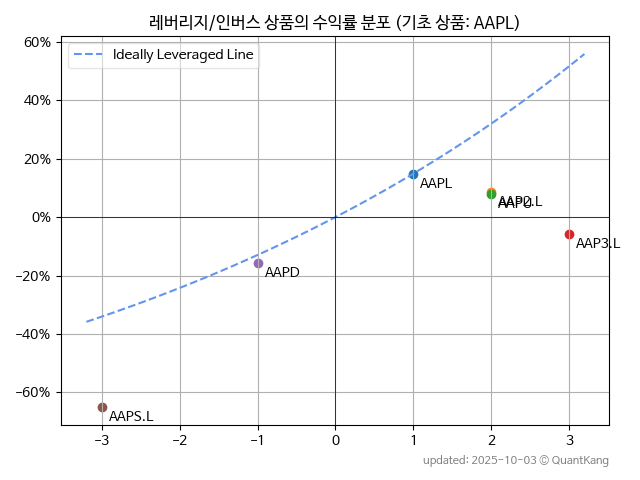 레버리지/인버스 상품의 수익률 분포 (기초 상품: AAPL)
60%
Ideally Leveraged Line
40%
20%
AAPL
AAP2.L
AAPU
0%
AAP3.L
−20%
AAPD
−40%
−60%
AAPS.L
−3 −2 −1 0 1 2 3
updated: 2025-10-03 © QuantKang